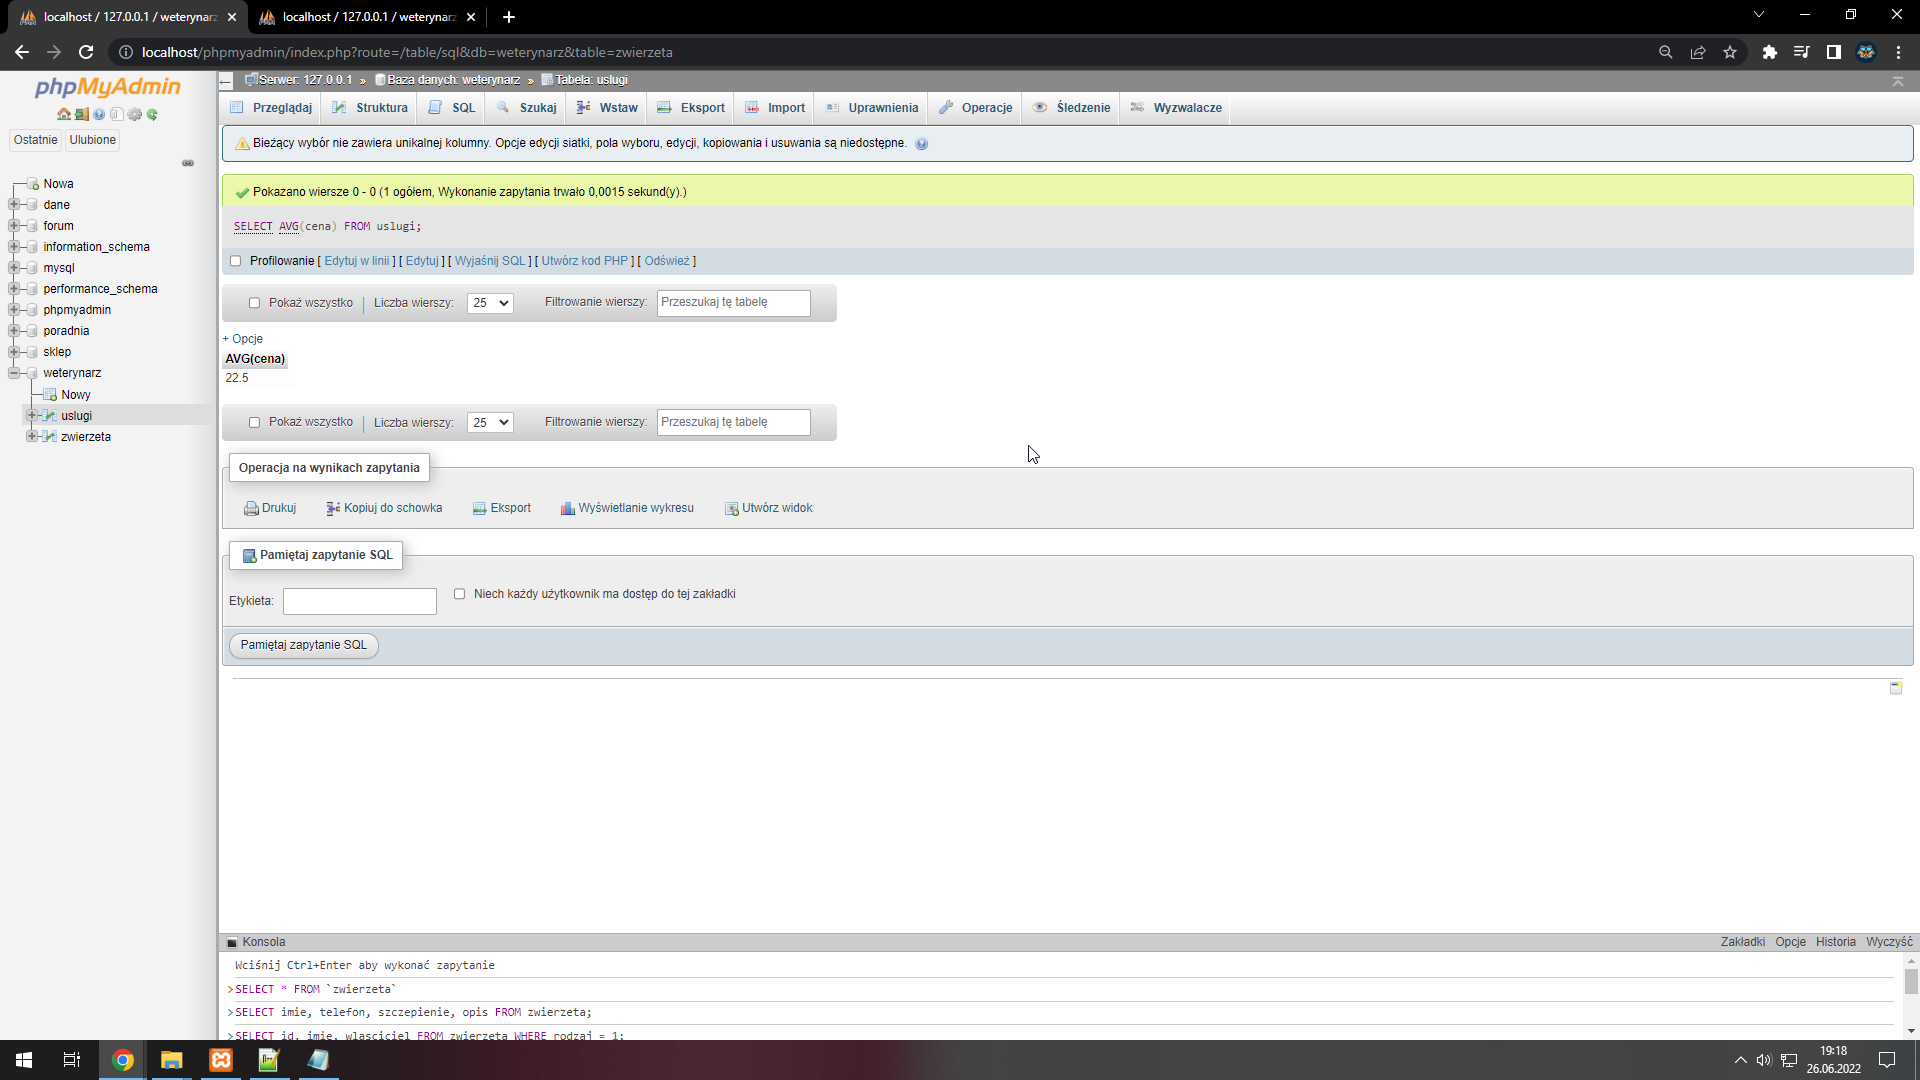 localhost / 127.0.0.1 / weterynarz
localhost / 127.0.0.1 / weterynarz
localhost/phpmyadmin/index.php?route=/table/sql&db=weterynarz&table=zwierzeta
phpMyAdmin
Ostatnie Ulubione
Nowa
dane
forum
information_schema
mysql
performance_schema
phpmyadmin
poradnia
sklep
weterynarz
Nowy
uslugi
zwierzeta
Serwer: 127.0.0.1 » Baza danych: weterynarz » Tabela: uslugi
Przeglądaj Struktura SQL Szukaj Wstaw Eksport Import Uprawnienia Operacje Śledzenie Wyzwalacze
Bieżący wybór nie zawiera unikalnej kolumny. Opcje edycji siatki, pola wyboru, edycji, kopiowania i usuwania są niedostępne.
Pokazano wiersze 0 - 0 (1 ogółem, Wykonanie zapytania trwało 0,0015 sekund(y).)
SELECT AVG(cena) FROM uslugi;
Profilowanie [ Edytuj w linii ] [ Edytuj ] [ Wyjaśnij SQL ] [ Utwórz kod PHP ] [ Odśwież ]
Pokaż wszystko | Liczba wierszy: 25 Filtrowanie wierszy: Przeszukaj tę tabelę
+ Opcje
AVG(cena)
22.5
Pokaż wszystko | Liczba wierszy: 25 Filtrowanie wierszy: Przeszukaj tę tabelę
Operacja na wynikach zapytania
Drukuj Kopiuj do schowka Eksport Wyświetlanie wykresu Utwórz widok
Pamiętaj zapytanie SQL
Etykieta: Niech każdy użytkownik ma dostęp do tej zakładki
Pamiętaj zapytanie SQL
Konsola Zakładki Opcje Historia Wyczyść
Wciśnij Ctrl+Enter aby wykonać zapytanie
>SELECT * FROM `zwierzeta`
>SELECT imie, telefon, szczepienie, opis FROM zwierzeta;
>SELECT id, imie, wlasciciel FROM zwierzeta WHERE rodzaj = 1;
19:18
26.06.2022